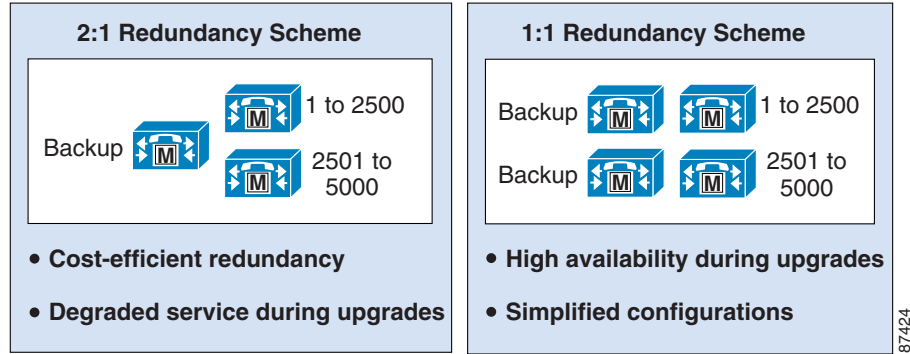 2:1 Redundancy Scheme
Backup
M
M
1 to 2500
M
2501 to
5000
• Cost-efficient redundancy
• Degraded service during upgrades
1:1 Redundancy Scheme
Backup
M
M
1 to 2500
Backup
M
M
2501 to
5000
• High availability during upgrades
• Simplified configurations
87424